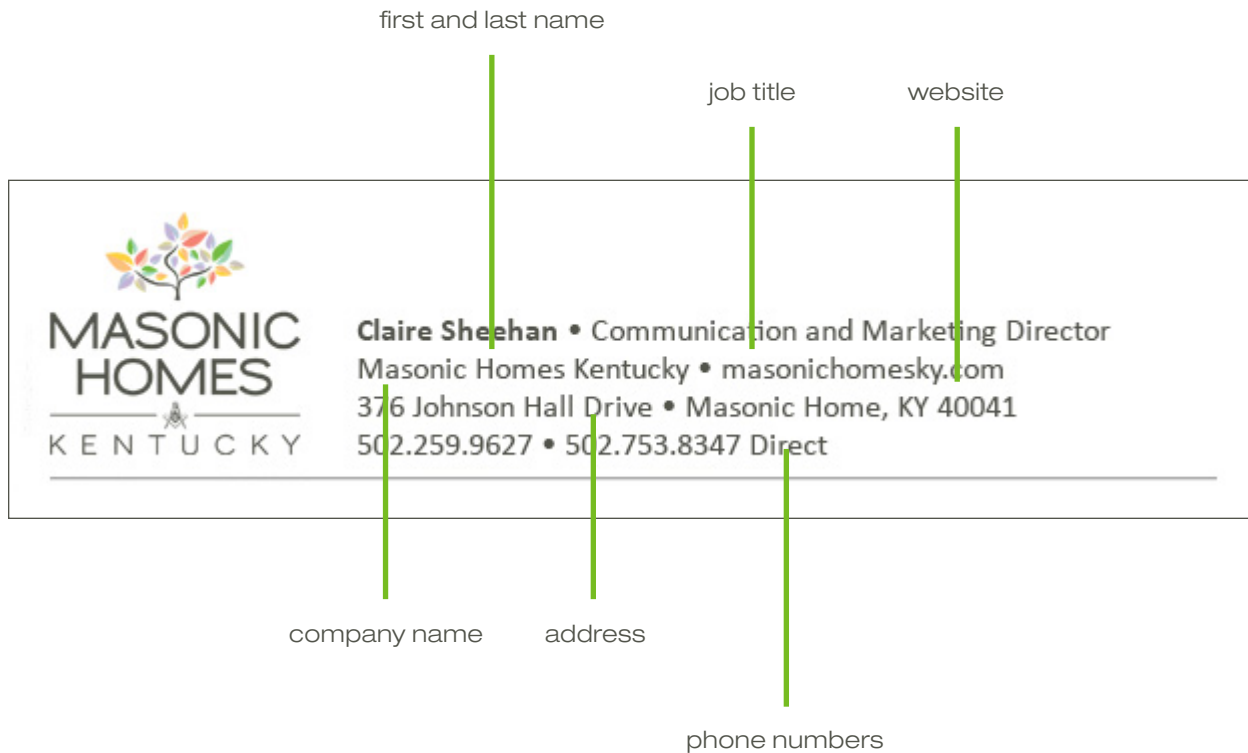 first and last name
job title website
MASONIC
HOMES
KENTUCKY
Claire Sheehan • Communication and Marketing Director
Masonic Homes Kentucky • masonichomesky.com
376 Johnson Hall Drive • Masonic Home, KY 40041
502.259.9627 • 502.753.8347 Direct
company name address
phone numbers